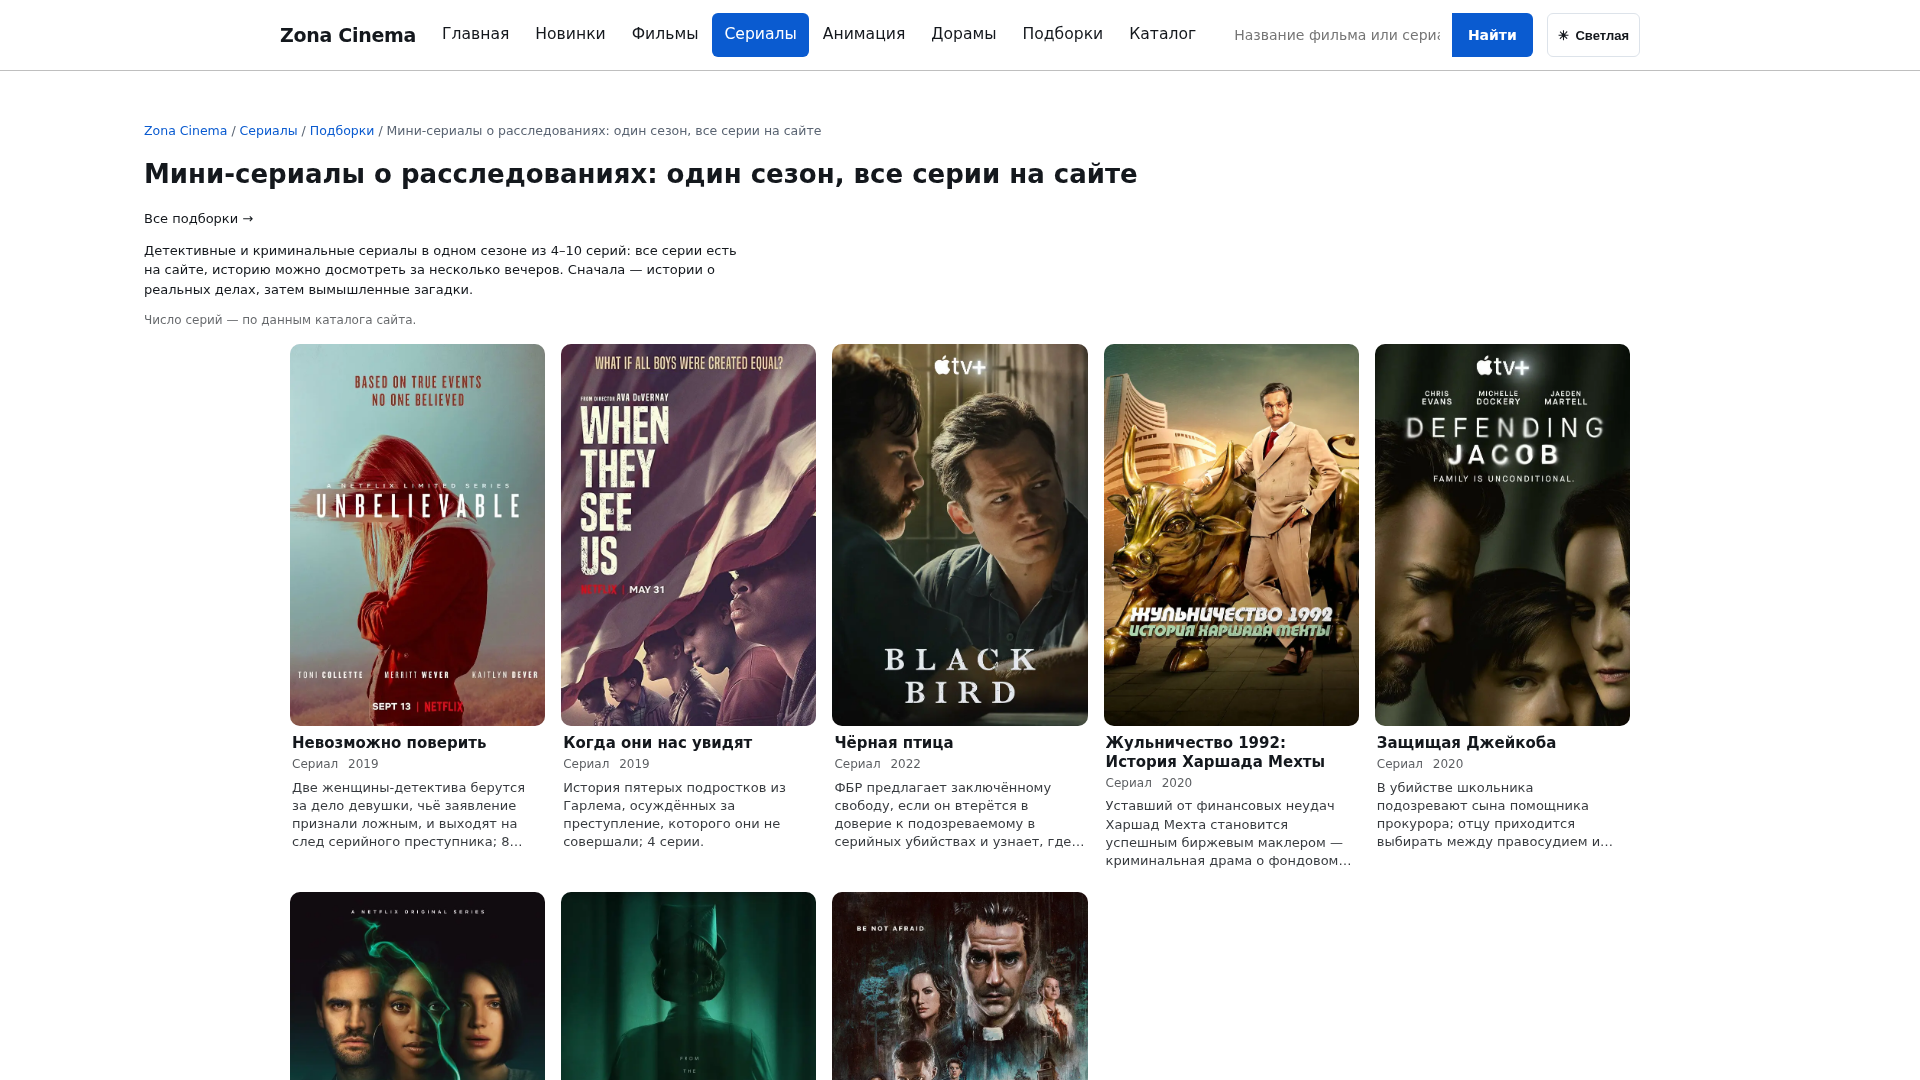 Zona Cinema
Главная
Новинки
Фильмы
Сериалы
Анимация
Дорамы
Подборки
Каталог
Название фильма или сериа
Найти
☀ Светлая
Zona Cinema / Сериалы / Подборки / Мини-сериалы о расследованиях: один сезон, все серии на сайте
Мини-сериалы о расследованиях: один сезон, все серии на сайте
Все подборки →
Детективные и криминальные сериалы в одном сезоне из 4–10 серий: все серии есть
на сайте, историю можно досмотреть за несколько вечеров. Сначала — истории о
реальных делах, затем вымышленные загадки.
Число серий — по данным каталога сайта.
BASED ON TRUE EVENTS
NO ONE BELIEVED
A NETFLIX LIMITED SERIES
UNBELIEVABLE
TONI COLLETTE MERRITT WEVER KAITLYN DEVER
SEPT 13 | NETFLIX
Невозможно поверить
Сериал 2019
Две женщины-детектива берутся
за дело девушки, чьё заявление
признали ложным, и выходят на
след серийного преступника; 8…
WHAT IF ALL BOYS WERE CREATED EQUAL?
FROM DIRECTOR AVA DuVERNAY
WHEN
THEY
SEE
US
NETFLIX | MAY 31
Когда они нас увидят
Сериал 2019
История пятерых подростков из
Гарлема, осуждённых за
преступление, которого они не
совершали; 4 серии.
tv+
BLACK
BIRD
Чёрная птица
Сериал 2022
ФБР предлагает заключённому
свободу, если он втерётся в
доверие к подозреваемому в
серийных убийствах и узнает, где…
ЖУЛЬНИЧЕСТВО 1992
ИСТОРИЯ ХАРШАДА МЕХТЫ
Жульничество 1992:
История Харшада Мехты
Сериал 2020
Уставший от финансовых неудач
Харшад Мехта становится
успешным биржевым маклером —
криминальная драма о фондовом…
tv+
CHRIS EVANS MICHELLE DOCKERY JAEDEN MARTELL
DEFENDING
JACOB
FAMILY IS UNCONDITIONAL.
Защищая Джейкоба
Сериал 2020
В убийстве школьника
подозревают сына помощника
прокурора; отцу приходится
выбирать между правосудием и…
A NETFLIX ORIGINAL SERIES
FROM
THE
BE NOT AFRAID